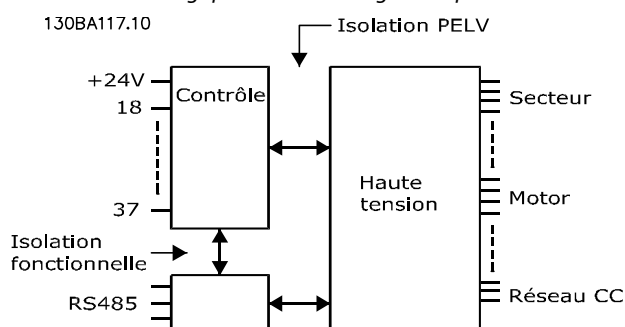 130BA117.10
Isolation PELV
+24V
Contrôle
18
Secteur
Haute
tension
Motor
37
Isolation
fonctionnelle
RS485
Réseau CC